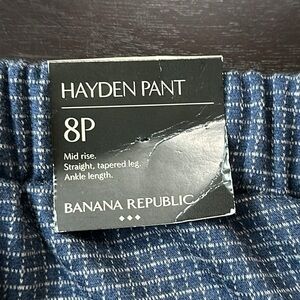 HAYDEN PANT
8P
Mid rise.
Straight, tapered leg.
Ankle length.
BANANA REPUBLIC